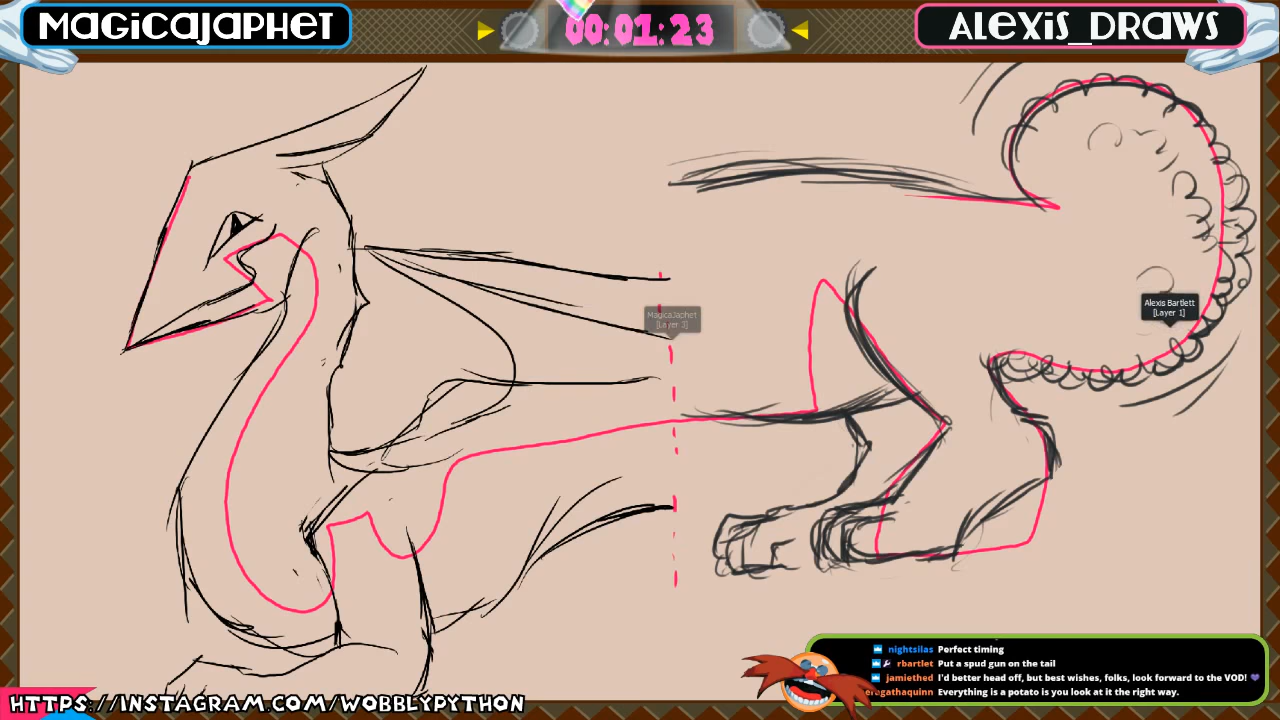 MAGICAJAPHET
00:01:23
ALEXIS_DRAWS
MagicaJaphet
[Layer 3]
Alexis Bartlett
[Layer 1]
nightsilas Perfect timing
rbartlet Put a spud gun on the tail
jamiethed I'd better head off, but best wishes, folks, look forward to the VOD! 💜
Everything is a potato is you look at it the right way.
HTTPS://INSTAGRAM.COM/WOBBLYPYTHON